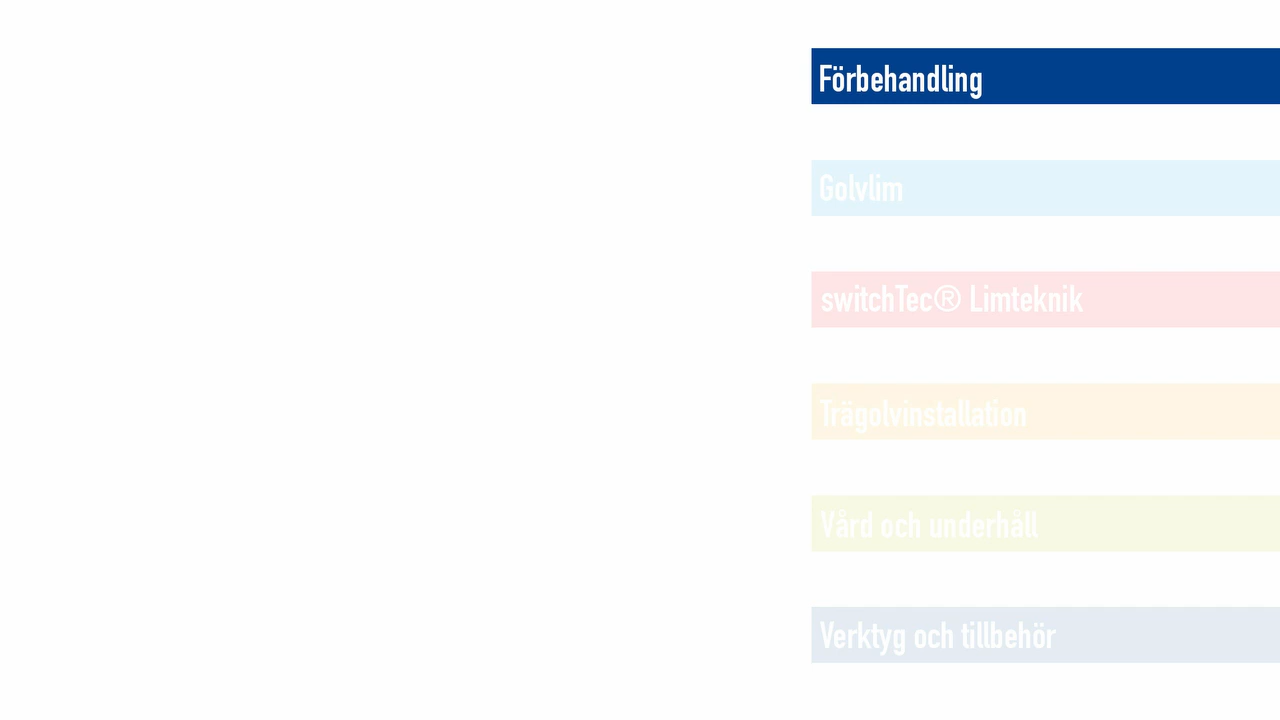 Förbehandling
Golvlim
switchTec® Limteknik
Trägolvinstallation
Vård och underhåll
Verktyg och tillbehör